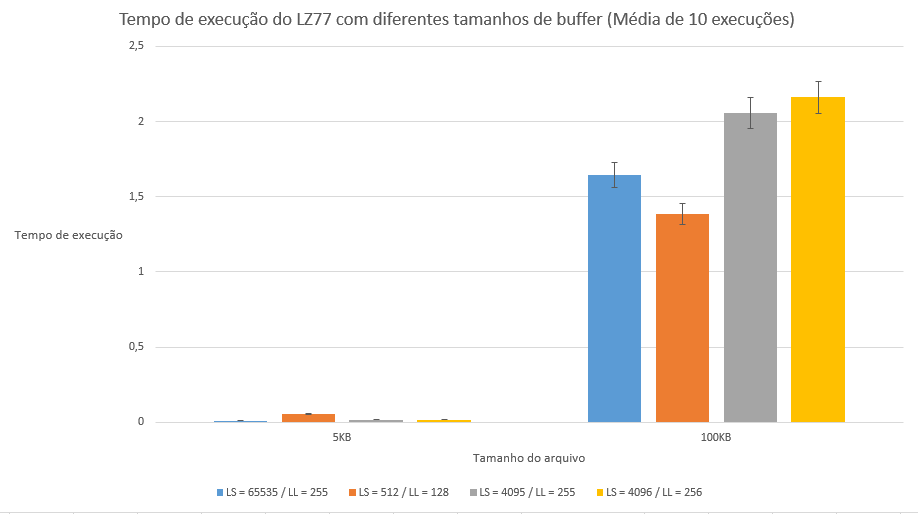 Tempo de execução do LZ77 com diferentes tamanhos de buffer (Média de 10 execuções)
2,5
2
1,5
Tempo de execução
1
0,5
0
5KB
100KB
Tamanho do arquivo
LS = 65535 / LL = 255
LS = 512 / LL = 128
LS = 4095 / LL = 255
LS = 4096 / LL = 256